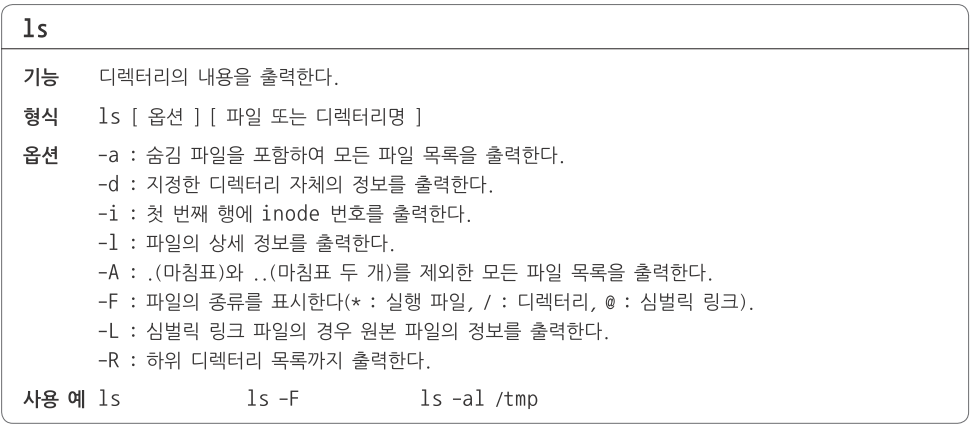 ls
기능 디렉터리의 내용을 출력한다.
형식 ls [ 옵션 ] [ 파일 또는 디렉터리명 ]
옵션 -a : 숨김 파일을 포함하여 모든 파일 목록을 출력한다.
-d : 지정한 디렉터리 자체의 정보를 출력한다.
-i : 첫 번째 행에 inode 번호를 출력한다.
-l : 파일의 상세 정보를 출력한다.
-A : .(마침표)와 ..(마침표 두 개)를 제외한 모든 파일 목록을 출력한다.
-F : 파일의 종류를 표시한다(* : 실행 파일, / : 디렉터리, @ : 심벌릭 링크).
-L : 심벌릭 링크 파일의 경우 원본 파일의 정보를 출력한다.
-R : 하위 디렉터리 목록까지 출력한다.
사용 예 ls ls -F ls -al /tmp